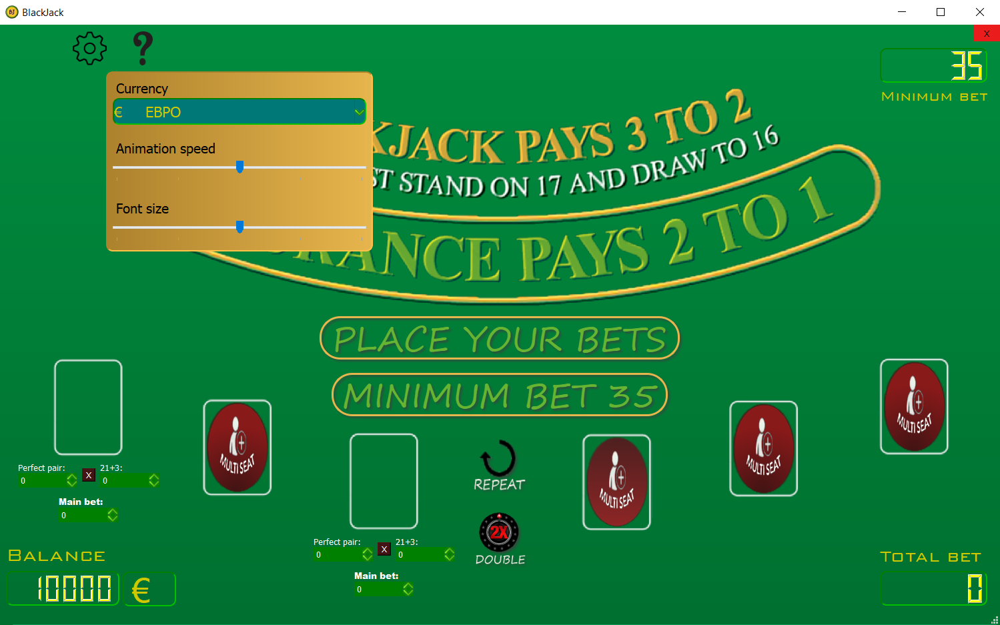 BlackJack
X
35
MINIMUM BET
Currency
€ ЕВРО
Animation speed
Font size
KJACK PAYS 3 TO 2
ST STAND ON 17 AND DRAW TO 16
RANCE PAYS 2 TO 1
PLACE YOUR BETS
MINIMUM BET 35
MULTI SEAT
MULTI SEAT
MULTI SEAT
MULTI SEAT
Perfect pair:
0
X
21+3:
0
Main bet:
0
REPEAT
2X
DOUBLE
Perfect pair:
0
X
21+3:
0
Main bet:
0
BALANCE
10000 €
TOTAL BET
0